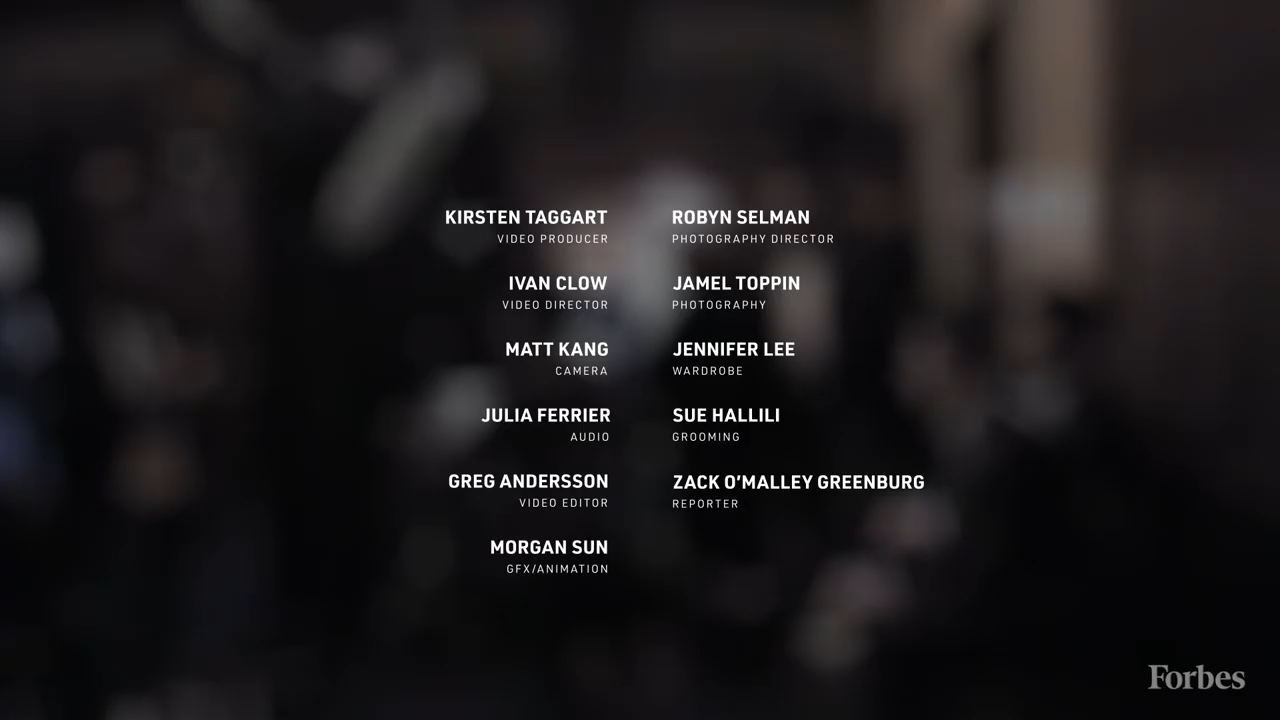 KIRSTEN TAGGART
VIDEO PRODUCER
IVAN CLOW
VIDEO DIRECTOR
MATT KANG
CAMERA
JULIA FERRIER
AUDIO
GREG ANDERSSON
VIDEO EDITOR
MORGAN SUN
GFX/ANIMATION
ROBYN SELMAN
PHOTOGRAPHY DIRECTOR
JAMEL TOPPIN
PHOTOGRAPHY
JENNIFER LEE
WARDROBE
SUE HALLILI
GROOMING
ZACK O'MALLEY GREENBURG
REPORTER
Forbes